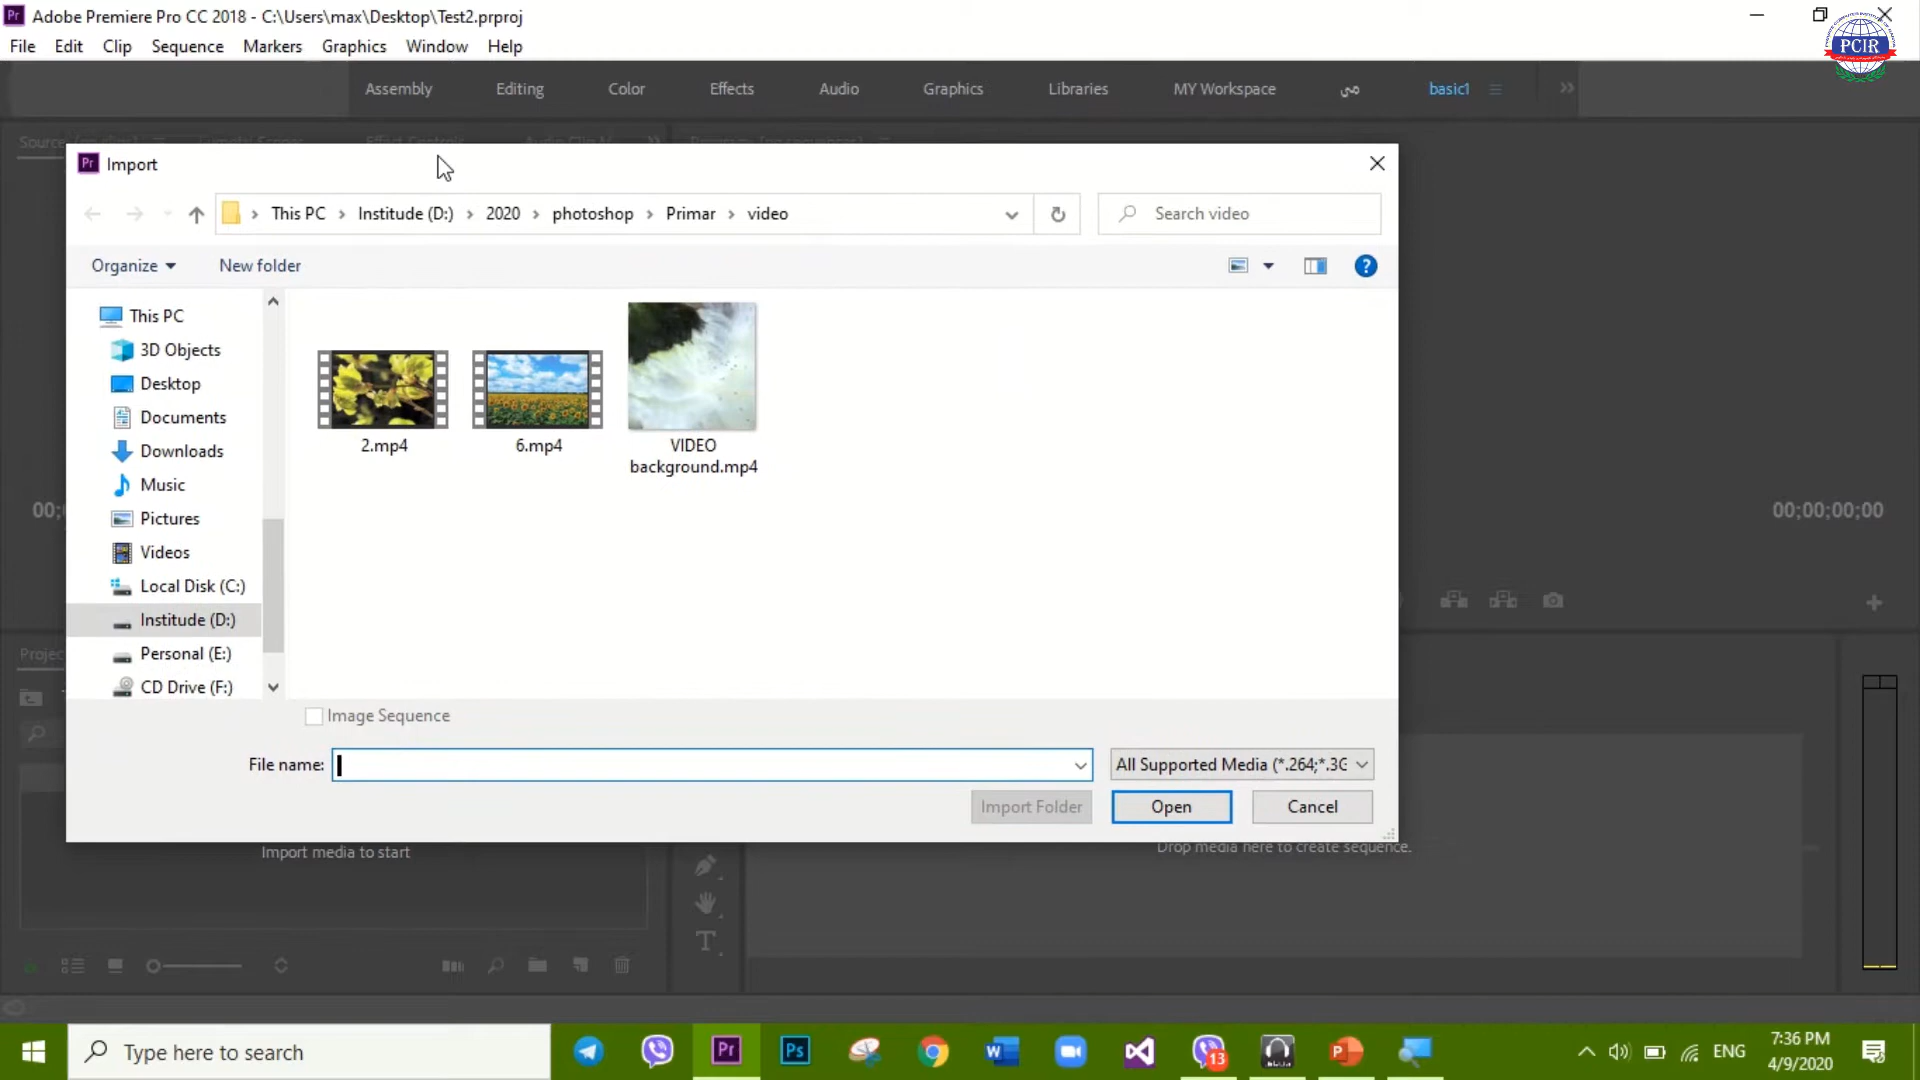 Adobe Premiere Pro CC 2018 - C:\Users\max\Desktop\Test2.prproj
File Edit Clip Sequence Markers Graphics Window Help
PCIR
Assembly Editing Color Effects Audio Graphics Libraries MY Workspace می basic1
Import
This PC Institude (D:) 2020 photoshop Primar video
Search video
Organize New folder
This PC
3D Objects
Desktop
Documents
Downloads
Music
Pictures
Videos
Local Disk (C:)
Institude (D:)
Personal (E:)
CD Drive (F:)
2.mp4
6.mp4
VIDEO
background.mp4
00;00;00;00
Image Sequence
File name:
All Supported Media (*.264;*.3G
Import Folder Open Cancel
Import media to start
Drop media here to create sequence.
Type here to search
13
ENG
7:36 PM
4/9/2020